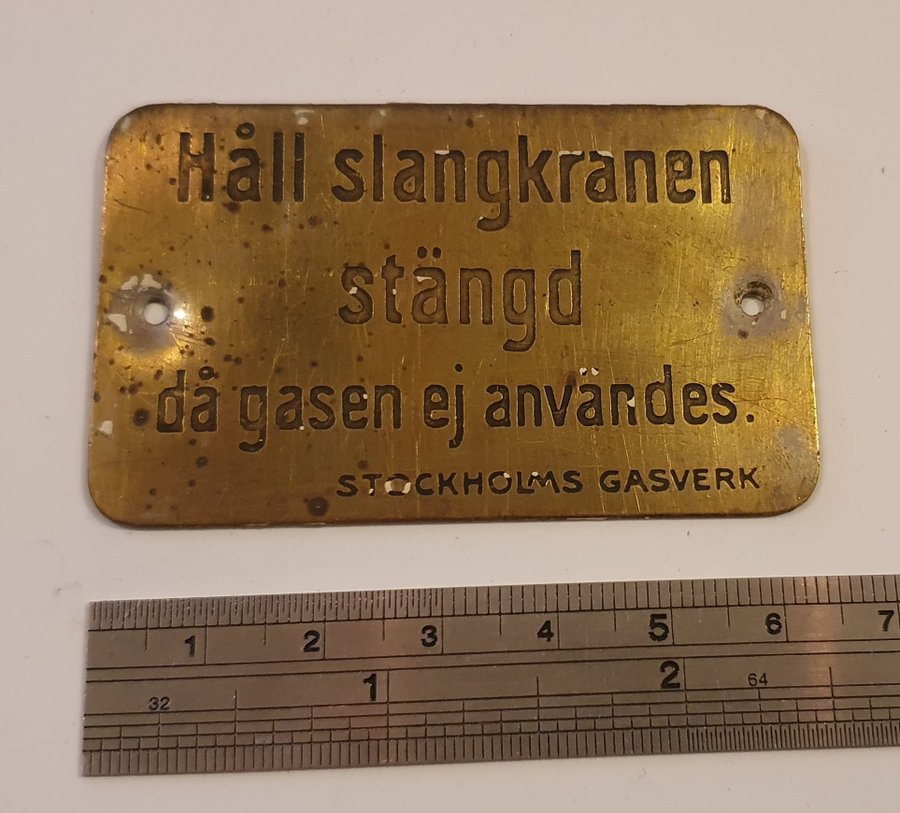 Håll slangkranen
stängd
då gasen ej användes.
STOCKHOLMS GASVERK
1 2 3 4 5 6 7
1 2
32 64